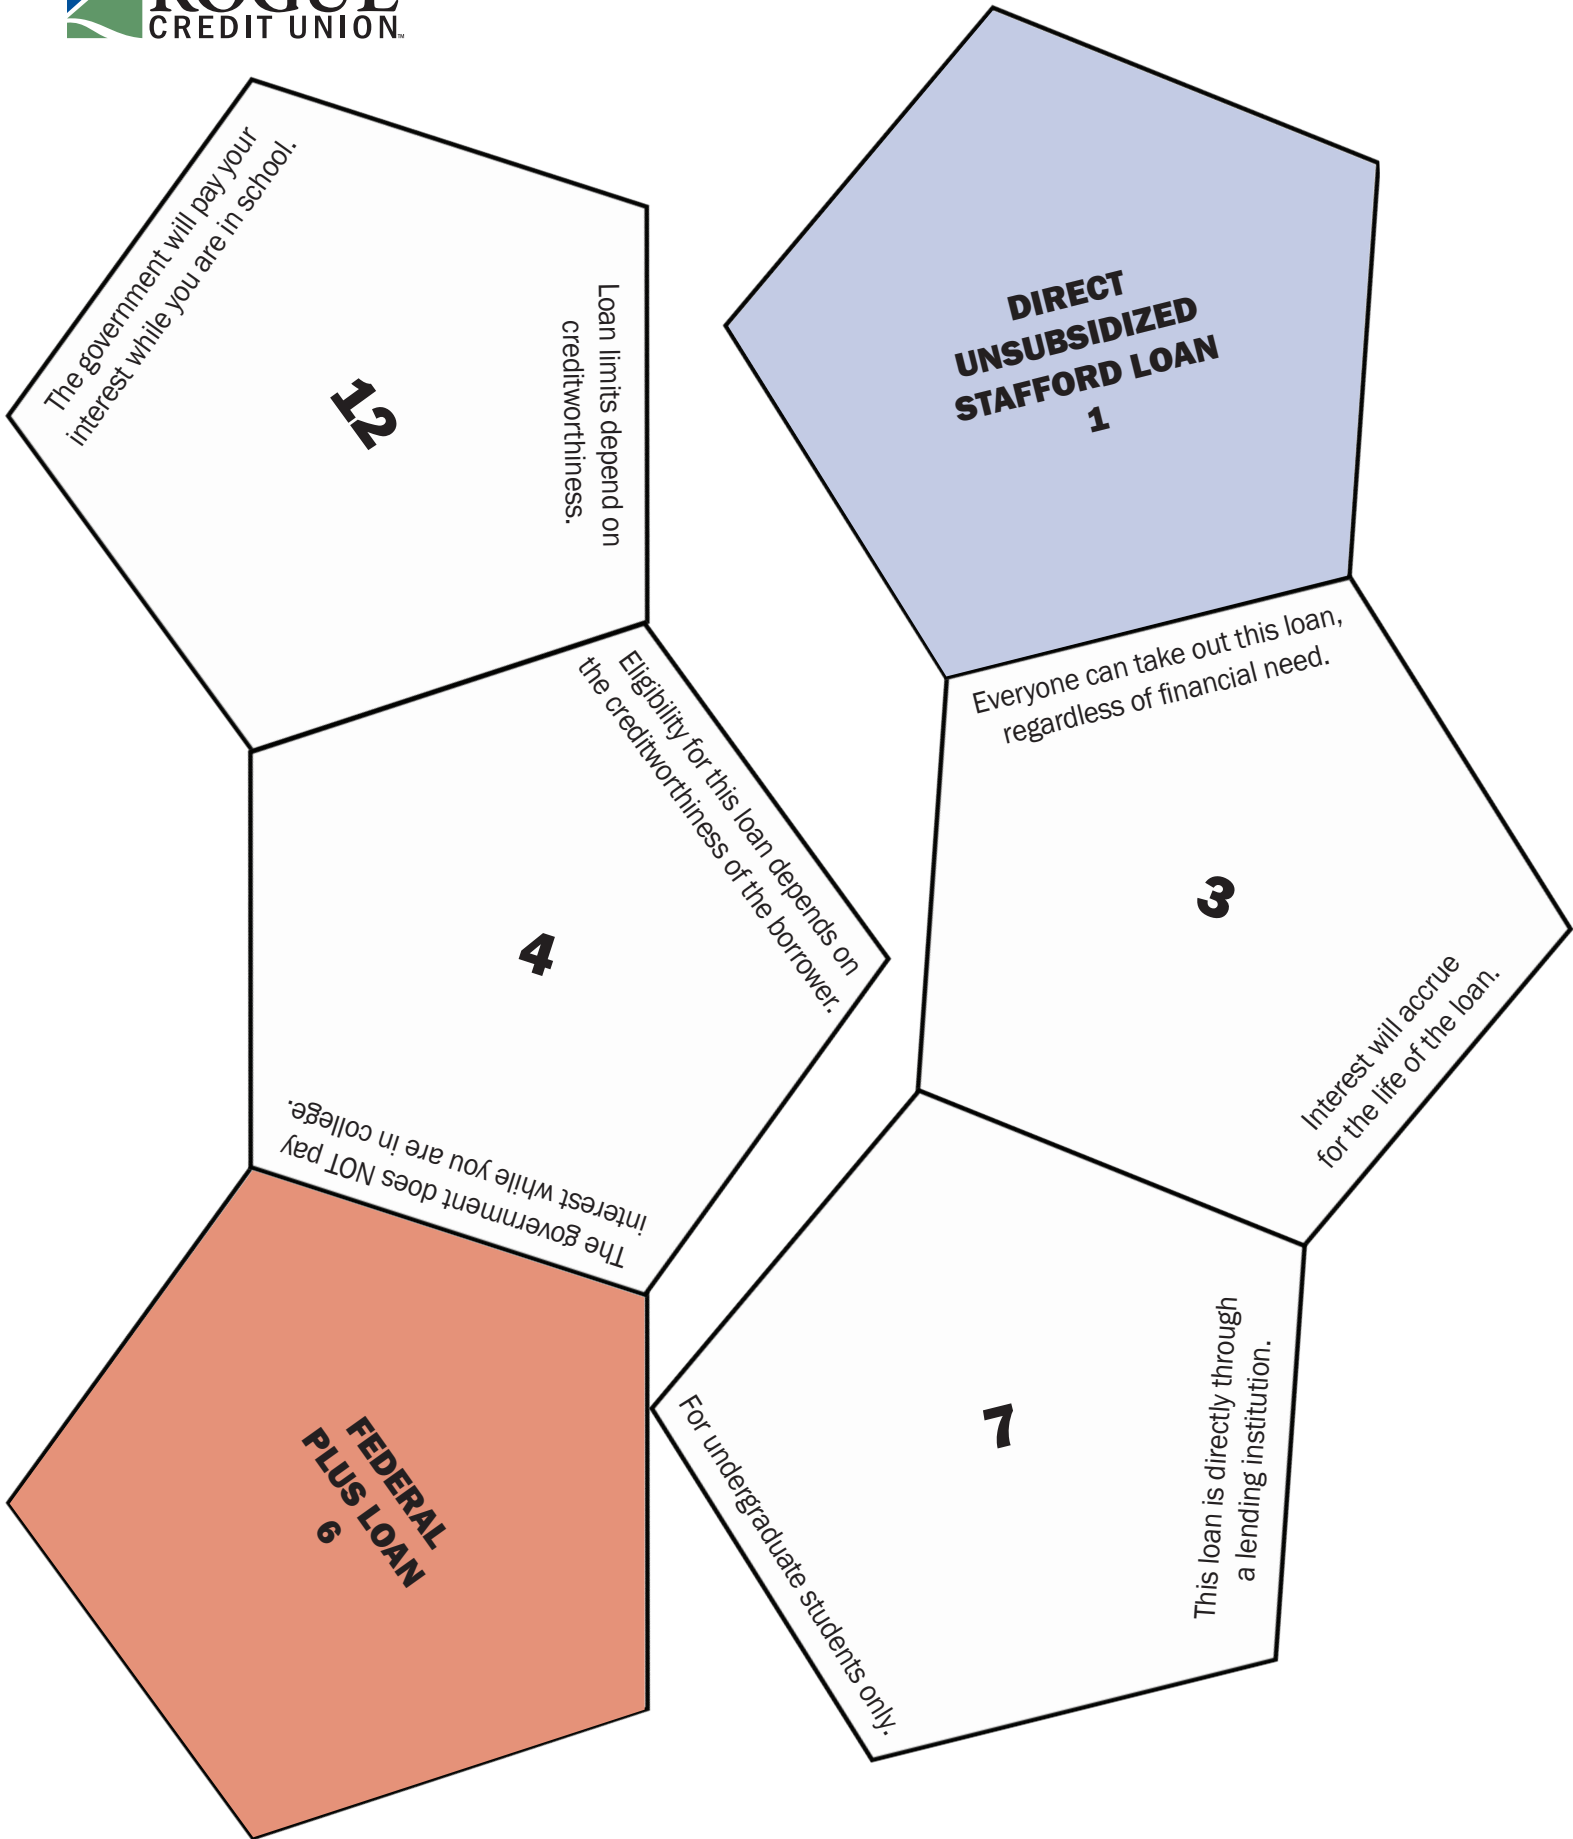 ROGUE
CREDIT UNION™
The government will pay your
interest while you are in school.
12
Loan limits depend on
creditworthiness.
DIRECT
UNSUBSIDIZED
STAFFORD LOAN
1
Eligibility for this loan depends on
the creditworthiness of the borrower.
4
The government does NOT pay
interest while you are in college.
Everyone can take out this loan,
regardless of financial need.
3
Interest will accrue
for the life of the loan.
FEDERAL
PLUS LOAN
6
For undergraduate students only.
7
This loan is directly through
a lending institution.